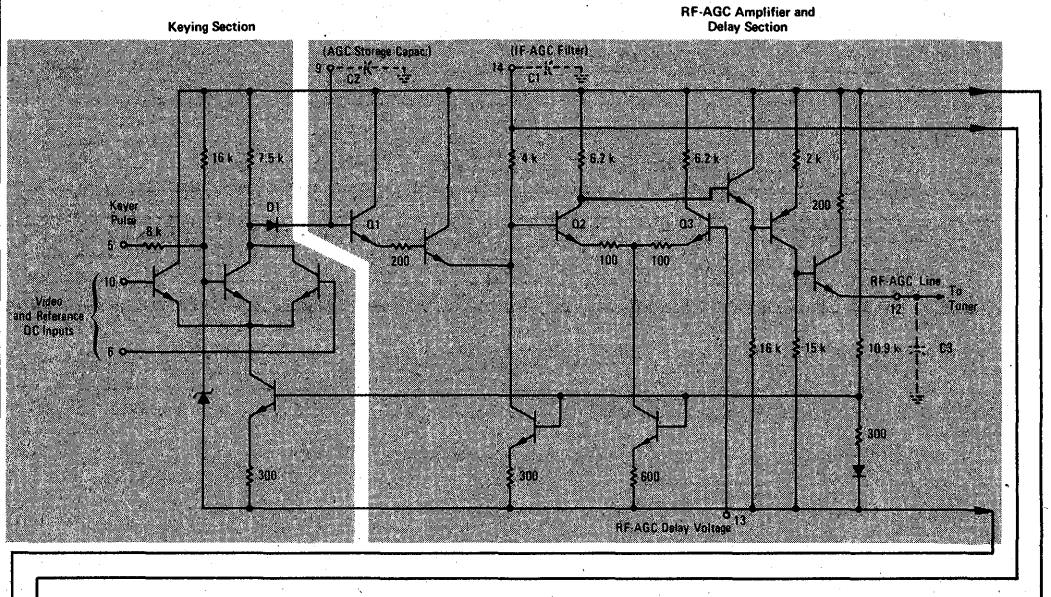 Keying Section
RF-AGC Amplifier and
Delay Section
(AGC Storage Capac.)
9
C2
(IF-AGC Filter)
14
C1
16 k
7.5 k
4 k
6.2 k
6.2 k
2 k
200
D1
Keyer
Pulse
5
8 k
Q1
200
Q2
Q3
100
100
10
Video
and Reference
DC Inputs
6
RF-AGC Line
To
Tuner
12
16 k
15 k
10.9 k
C3
300
300
300
600
RF-AGC Delay Voltage
13